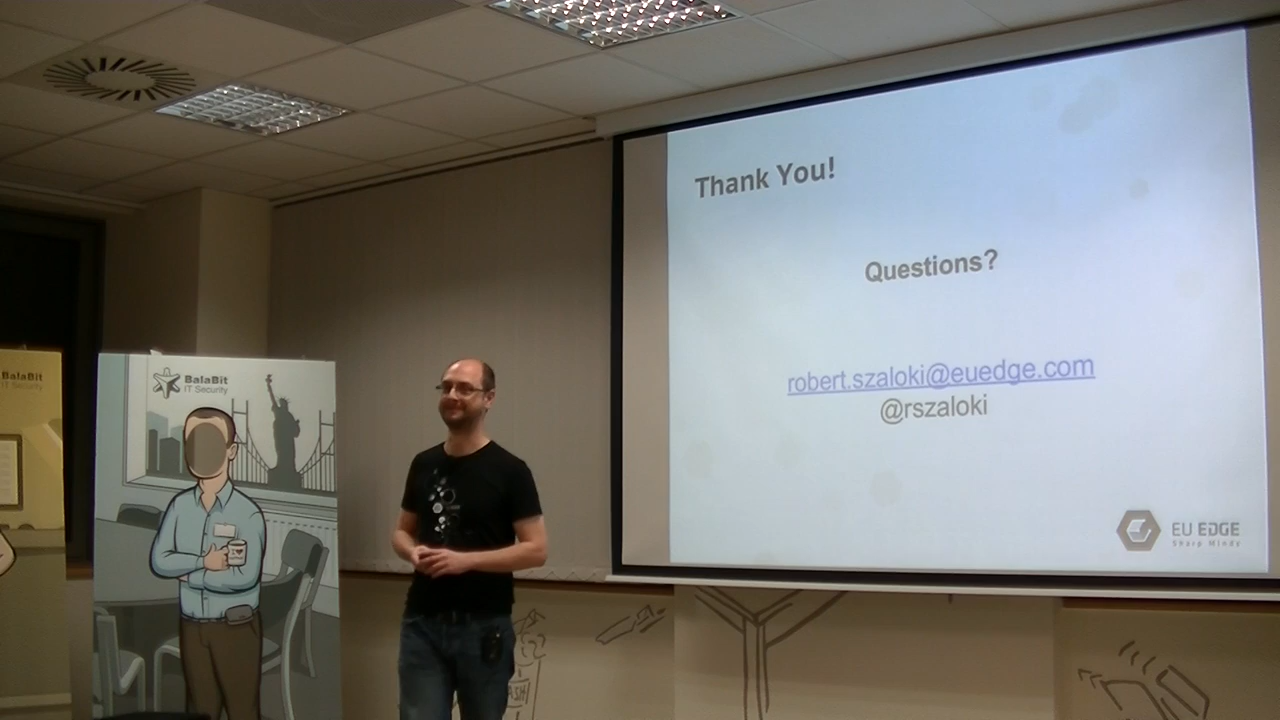 Thank You!
Questions?
robert.szaloki@euedge.com
@rszaloki
EU EDGE
Sharp Minds
BalaBit
IT Security
BalaBit
IT Security